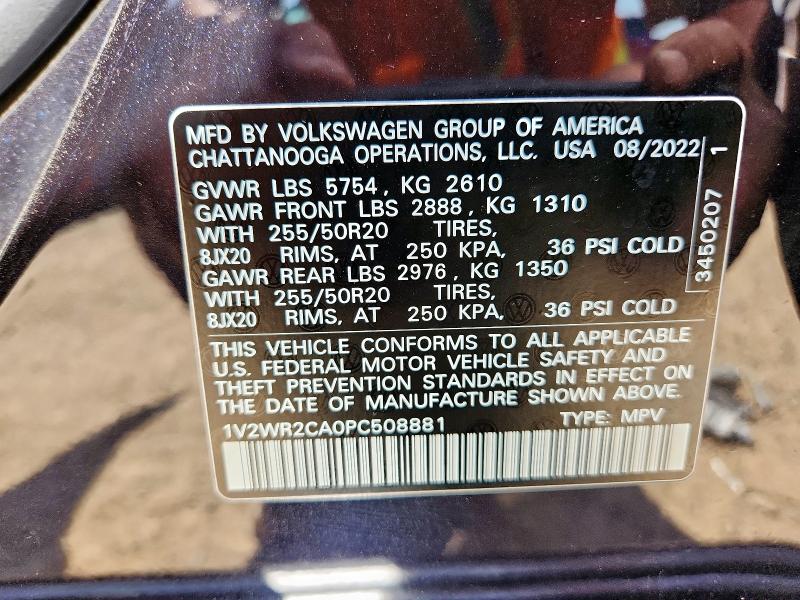 MFD BY VOLKSWAGEN GROUP OF AMERICA
CHATTANOOGA OPERATIONS, LLC. USA 08/2022
GVWR LBS 5754, KG 2610
GAWR FRONT LBS 2888, KG 1310
WITH 255/50R20 TIRES,
8JX20 RIMS, AT 250 KPA, 36 PSI COLD
GAWR REAR LBS 2976, KG 1350
WITH 255/50R20 TIRES,
8JX20 RIMS, AT 250 KPA, 36 PSI COLD
THIS VEHICLE CONFORMS TO ALL APPLICABLE
U.S. FEDERAL MOTOR VEHICLE SAFETY AND
THEFT PREVENTION STANDARDS IN EFFECT ON
THE DATE OF MANUFACTURE SHOWN ABOVE.
1V2WR2CA0PC508881 TYPE: MPV
3450207 1